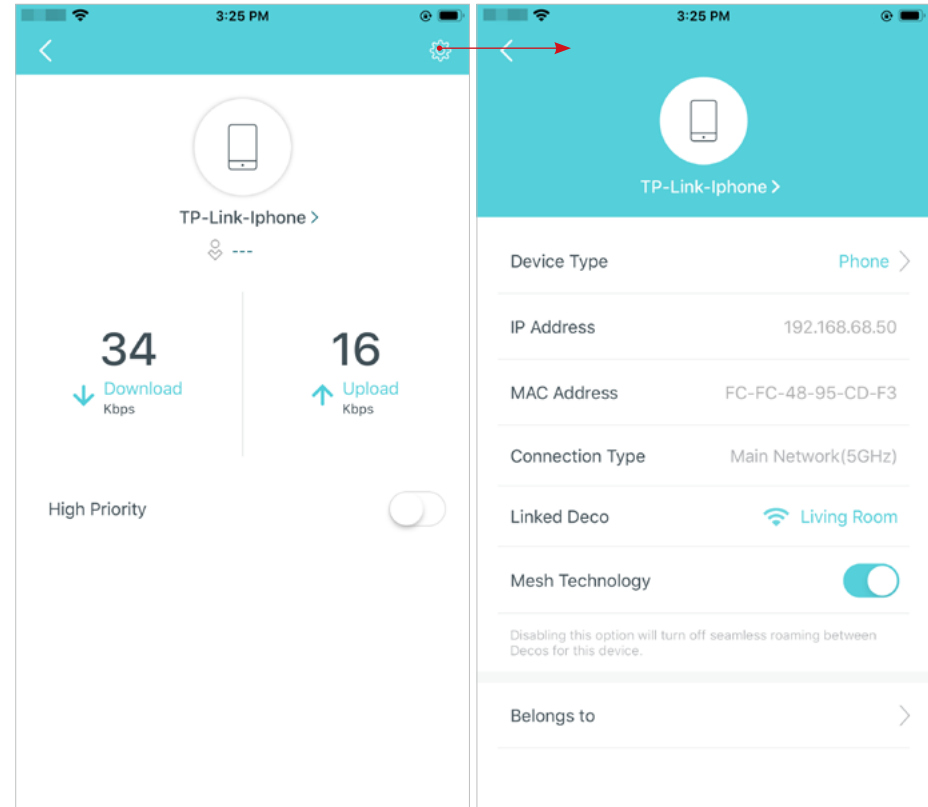 3:25 PM
TP-Link-Iphone >
---
34
Download
Kbps
16
Upload
Kbps
High Priority
3:25 PM
TP-Link-Iphone >
Device Type Phone >
IP Address 192.168.68.50
MAC Address FC-FC-48-95-CD-F3
Connection Type Main Network(5GHz)
Linked Deco Living Room
Mesh Technology
Disabling this option will turn off seamless roaming between
Decos for this device.
Belongs to >